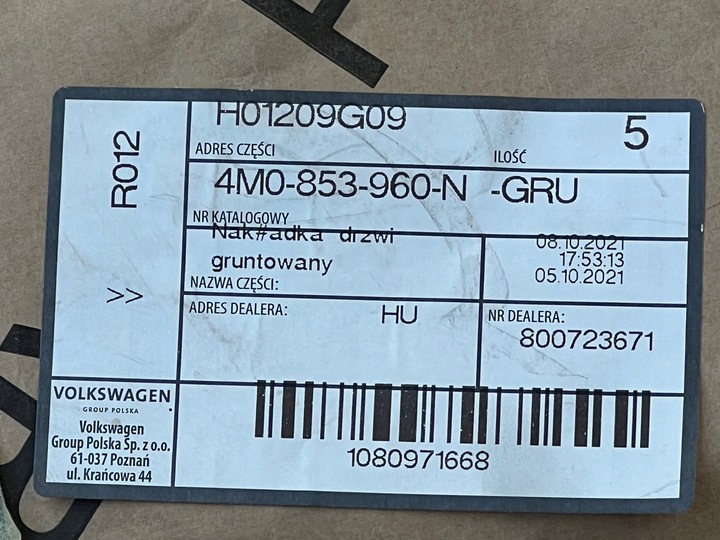 H01209G09
5
ADRES CZĘŚCI
ILOŚĆ
R012
4M0-853-960-N -GRU
NR KATALOGOWY
Nak#adka drzwi
gruntowany
NAZWA CZĘŚCI:
08.10.2021
17:53:13
05.10.2021
>>
ADRES DEALERA:
HU
NR DEALERA:
800723671
VOLKSWAGEN
GROUP POLSKA
Volkswagen
Group Polska Sp. z o.o.
61-037 Poznań
ul. Krańcowa 44
1080971668